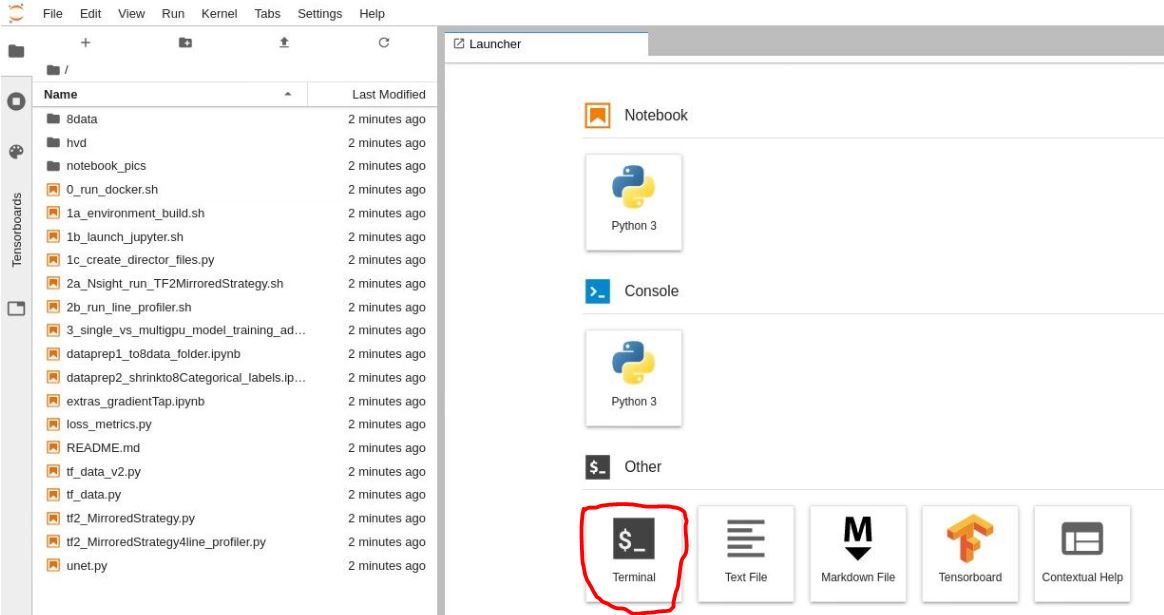 File Edit View Run Kernel Tabs Settings Help
Launcher
/
Name Last Modified
8data 2 minutes ago
hvd 2 minutes ago
notebook_pics 2 minutes ago
0_run_docker.sh 2 minutes ago
1a_environment_build.sh 2 minutes ago
1b_launch_jupyter.sh 2 minutes ago
1c_create_director_files.py 2 minutes ago
2a_Nsight_run_TF2MirroredStrategy.sh 2 minutes ago
2b_run_line_profiler.sh 2 minutes ago
3_single_vs_multigpu_model_training_ad... 2 minutes ago
dataprep1_to8data_folder.ipynb 2 minutes ago
dataprep2_shrinkto8Categorical_labels.ip... 2 minutes ago
extras_gradientTap.ipynb 2 minutes ago
loss_metrics.py 2 minutes ago
README.md 2 minutes ago
tf_data_v2.py 2 minutes ago
tf_data.py 2 minutes ago
tf2_MirroredStrategy.py 2 minutes ago
tf2_MirroredStrategy4line_profiler.py 2 minutes ago
unet.py 2 minutes ago
Tensorboards
Notebook
Python 3
Console
Python 3
$_ Other
$_
Terminal Text File Markdown File Tensorboard Contextual Help